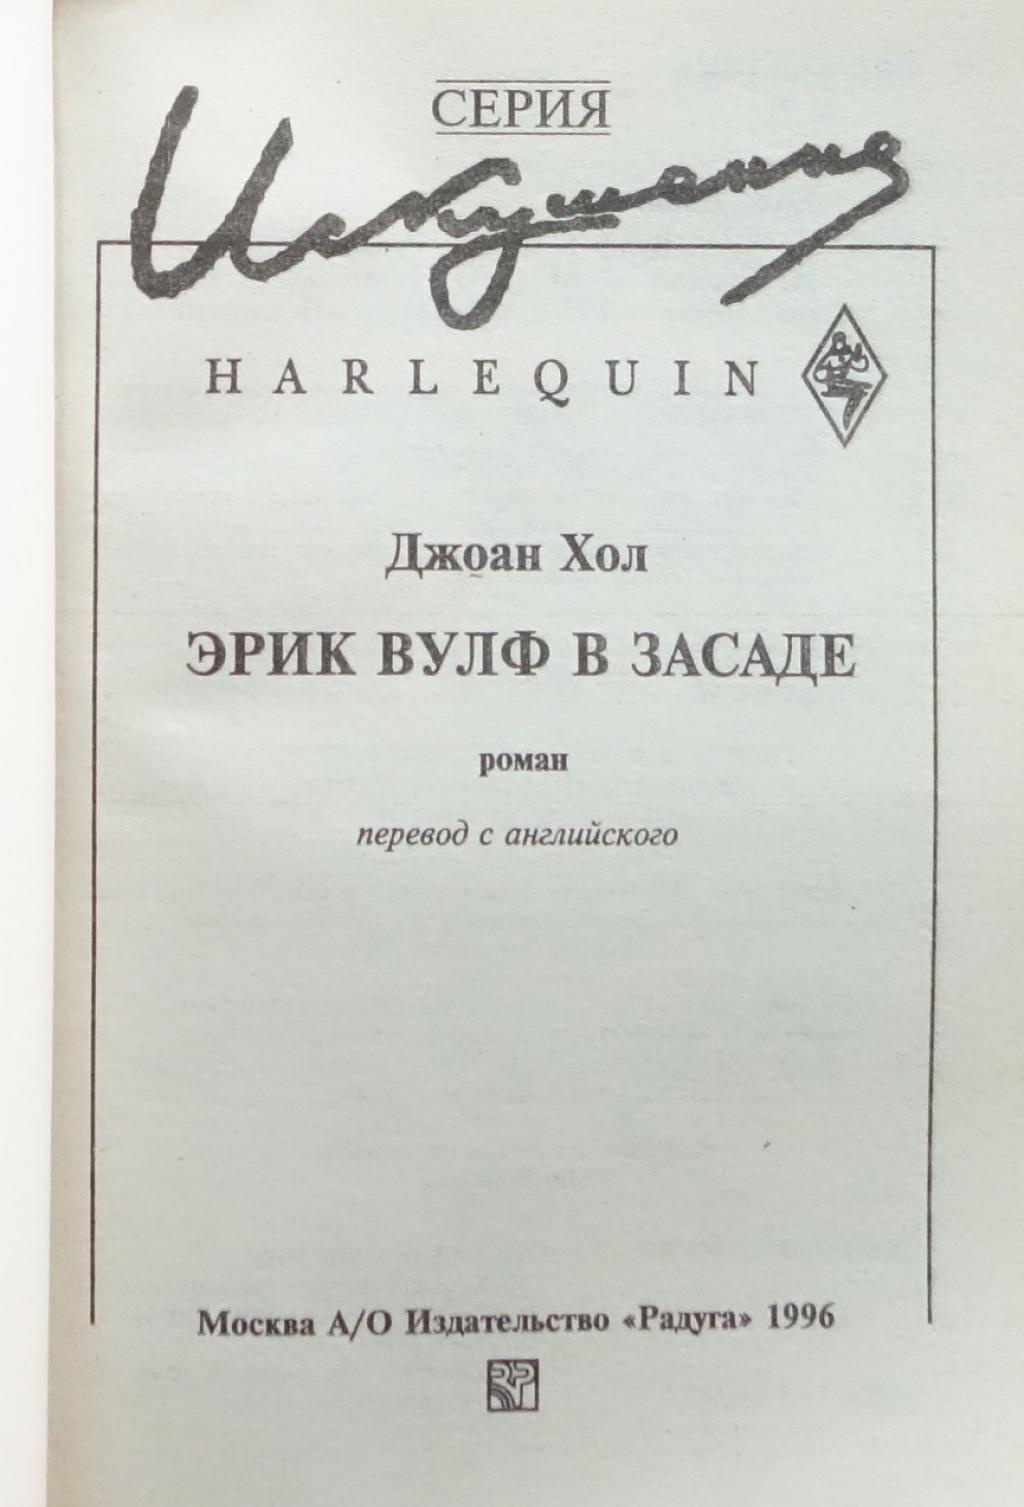 СЕРИЯ
Искушение
HARLEQUIN
Джоан Хол
ЭРИК ВУЛФ В ЗАСАДЕ
роман
перевод с английского
Москва А/О Издательство «Радуга» 1996